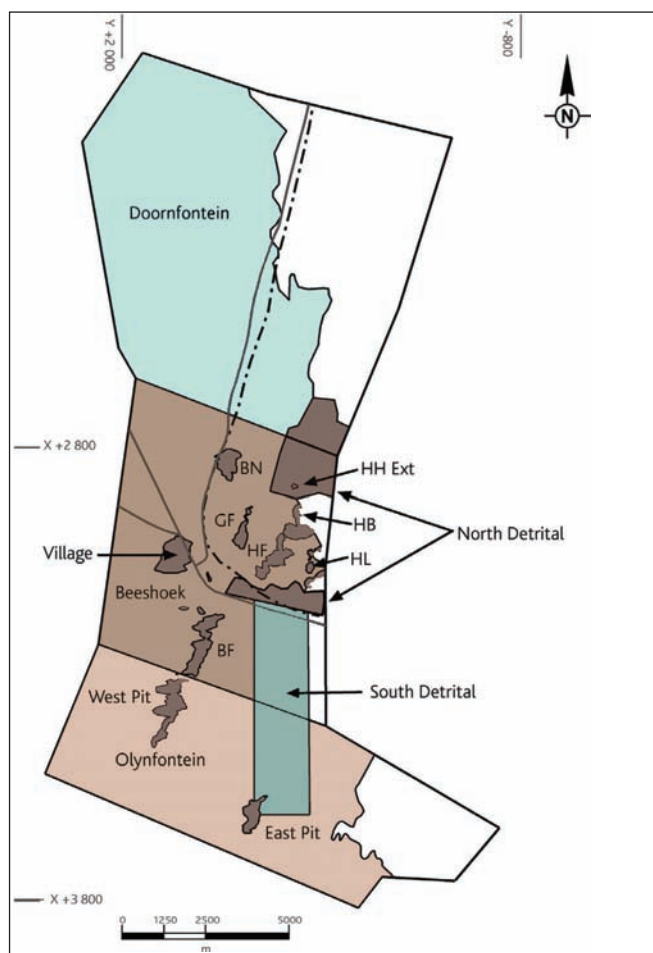 Y +2 000
Y -800
N
Doornfontein
X +2 800
BN
HH Ext
GF
HB
North Detrital
HF
Village
HL
Beeshoek
BF
South Detrital
West Pit
Olynfontein
East Pit
X +3 800
0 1250 2500 5000
m